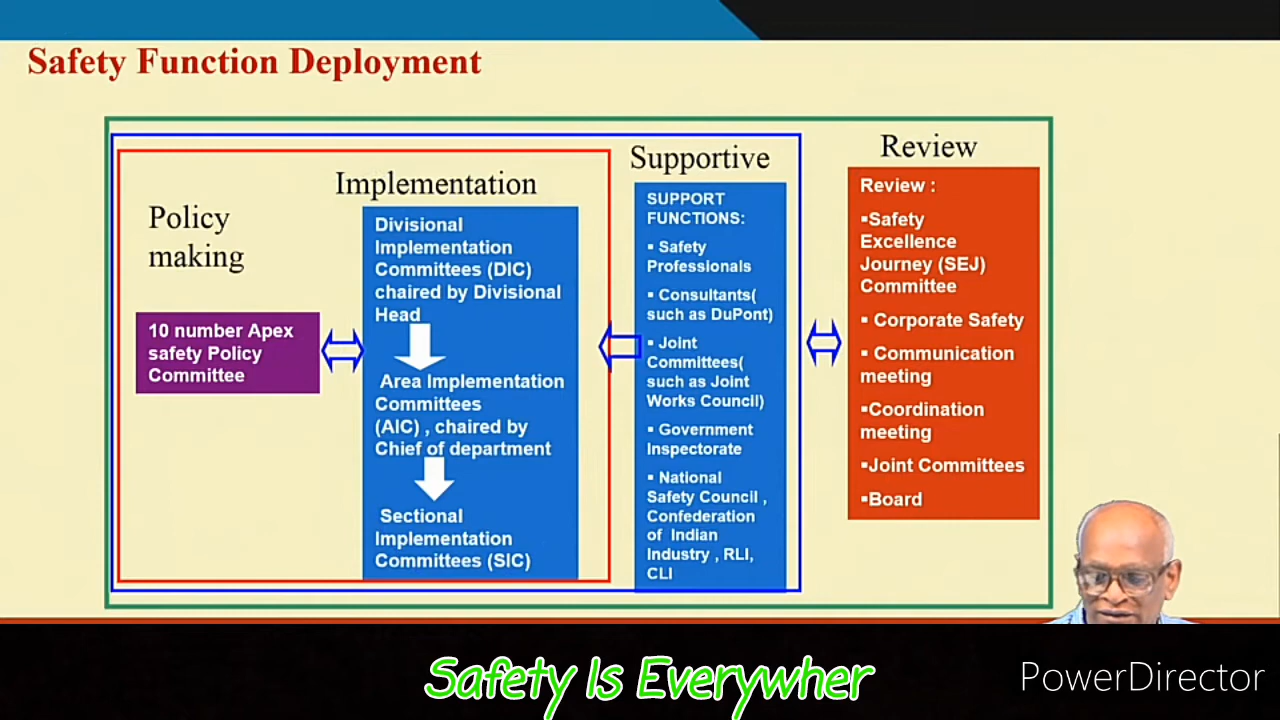 Safety Function Deployment
Policy
making
10 number Apex
safety Policy
Committee
Implementation
Divisional
Implementation
Committees (DIC)
chaired by Divisional
Head
Area Implementation
Committees
(AIC) , chaired by
Chief of department
Sectional
Implementation
Committees (SIC)
Supportive
SUPPORT
FUNCTIONS:
▪ Safety
Professionals
▪ Consultants(
such as DuPont)
▪ Joint
Committees(
such as Joint
Works Council)
▪ Government
Inspectorate
▪ National
Safety Council ,
Confederation
of Indian
Industry , RLI,
CLI
Review
Review :
▪Safety
Excellence
Journey (SEJ)
Committee
▪ Corporate Safety
▪ Communication
meeting
▪Coordination
meeting
▪Joint Committees
▪Board
Safety Is Everywher
PowerDirector